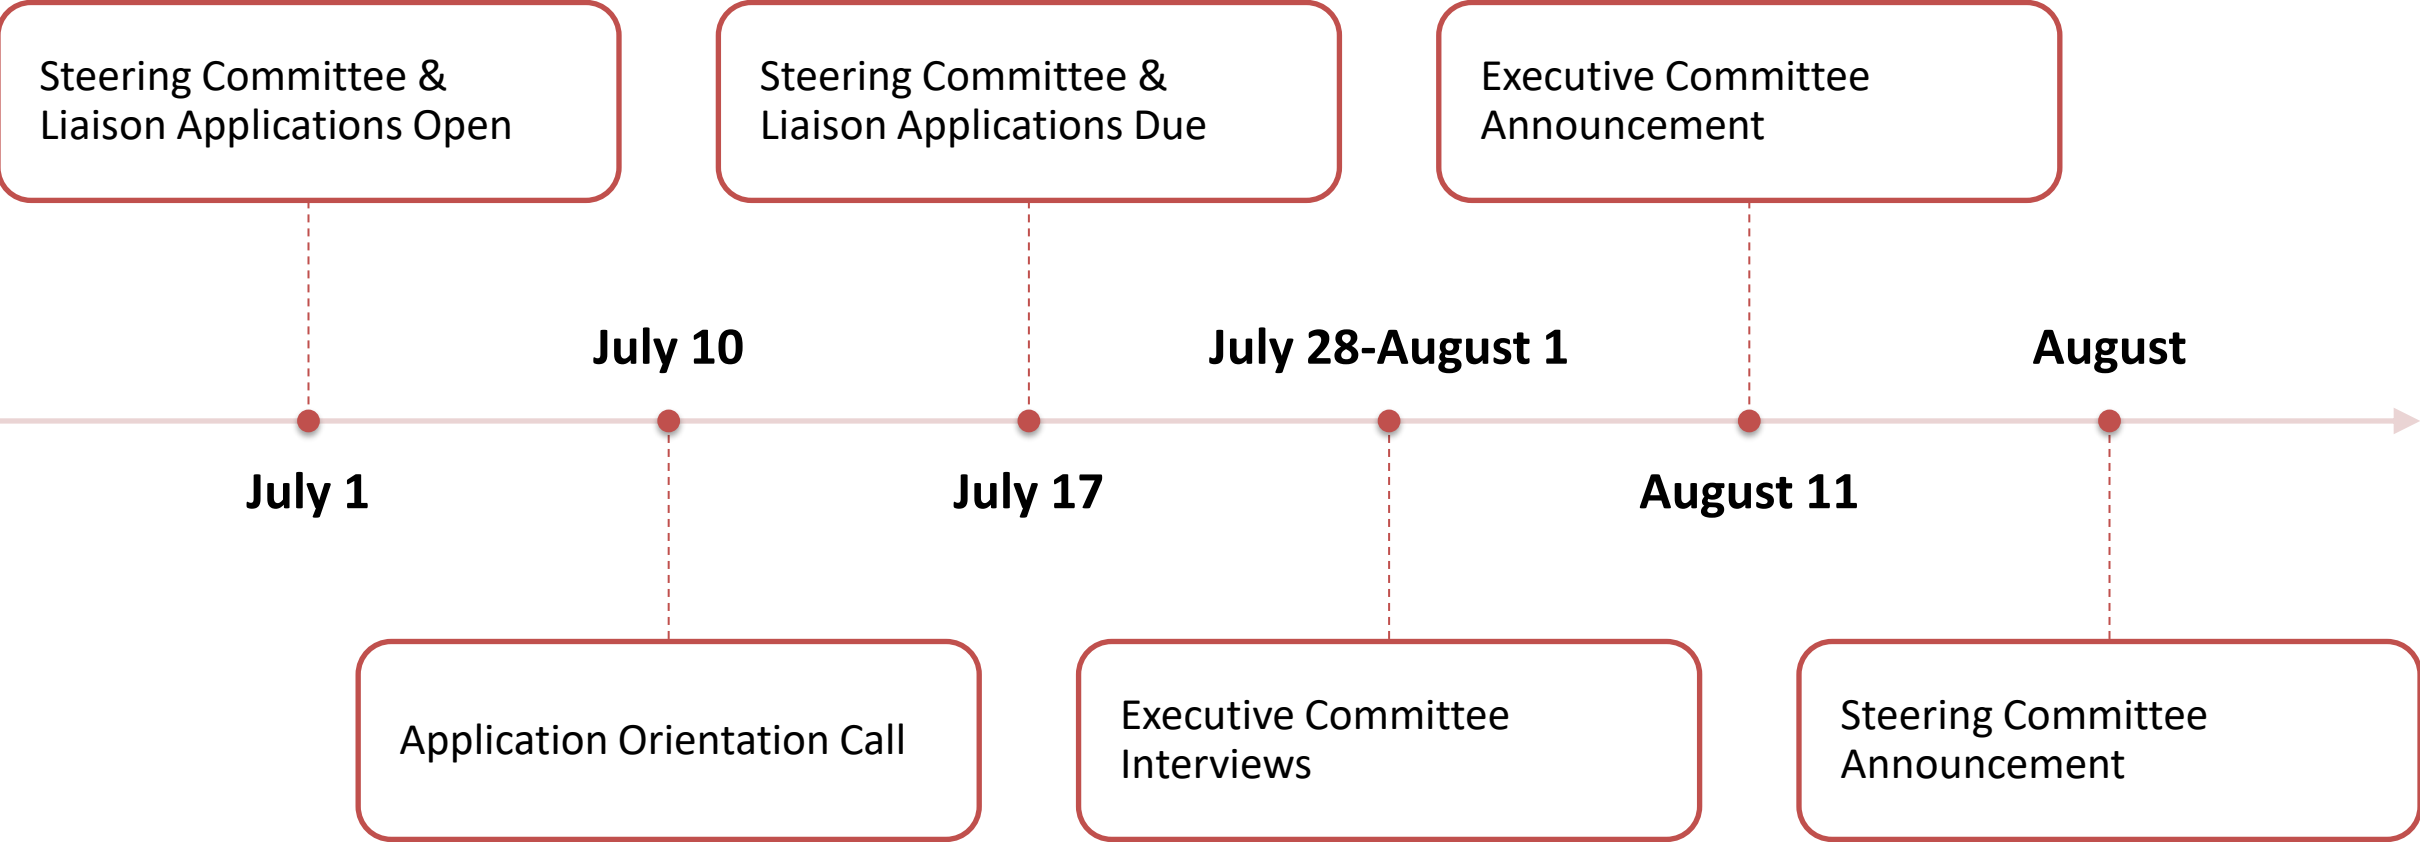 Steering Committee &
Liaison Applications Open
Steering Committee &
Liaison Applications Due
Executive Committee
Announcement
July 10
July 28-August 1
August
July 1
July 17
August 11
Application Orientation Call
Executive Committee
Interviews
Steering Committee
Announcement